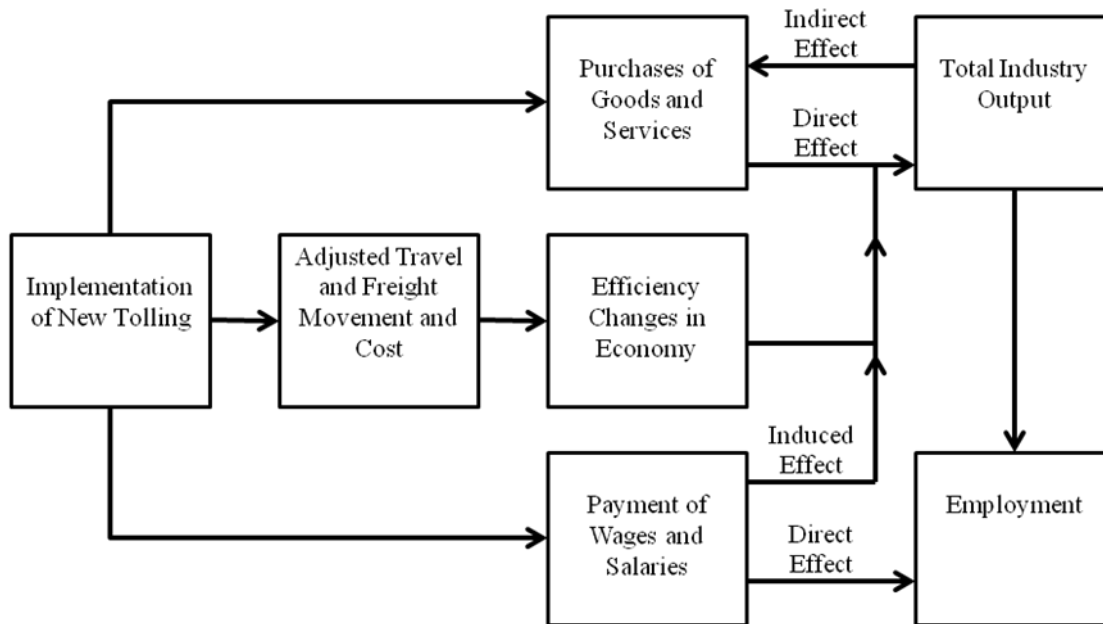 Purchases of
Goods and
Services
Indirect
Effect
Direct
Effect
Total Industry
Output
Implementation
of New Tolling
Adjusted Travel
and Freight
Movement and
Cost
Efficiency
Changes in
Economy
Induced
Effect
Payment of
Wages and
Salaries
Direct
Effect
Employment